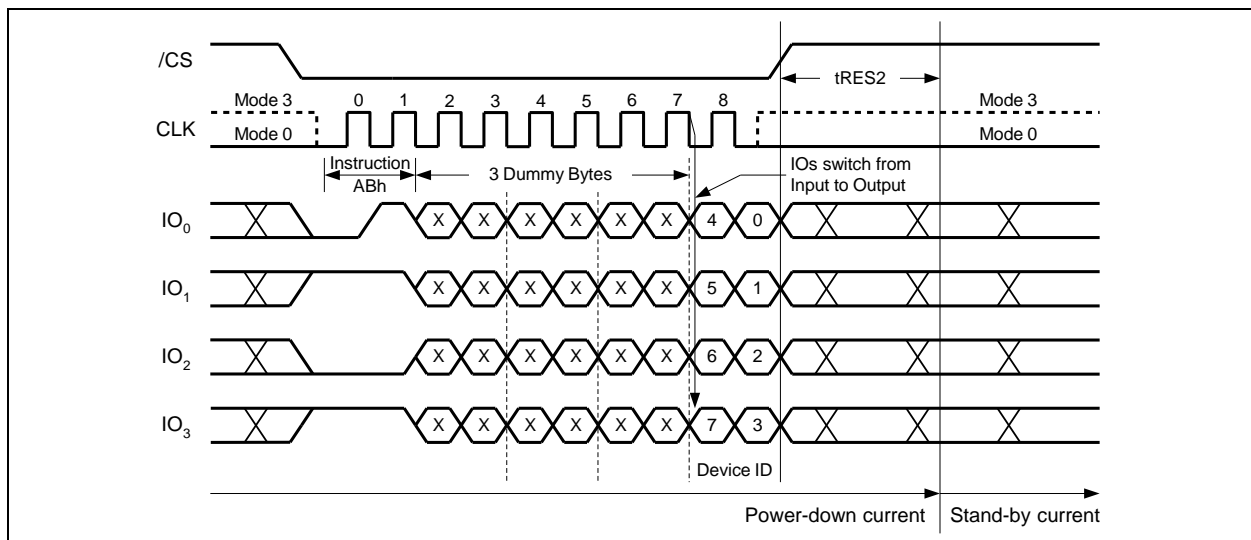 /CS
tRES2
Mode 3 0 1 2 3 4 5 6 7 8 Mode 3
CLK
Mode 0 Mode 0
Instruction
ABh
3 Dummy Bytes
IOs switch from
Input to Output
IO0 X X X X X X 4 0
IO1 X X X X X X 5 1
IO2 X X X X X X 6 2
IO3 X X X X X X 7 3
Device ID
Power-down current Stand-by current